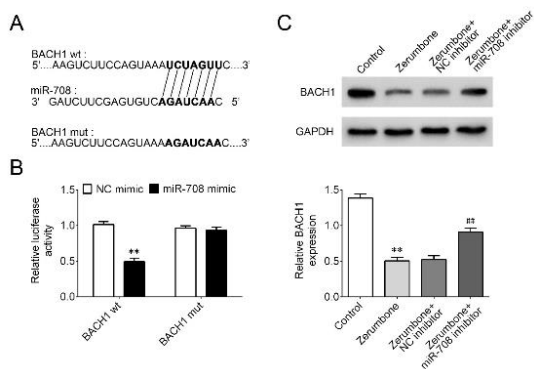 A
BACH1 wt :
5'....AAGUCUUCCAGUAAAUCUAGUUC....3'
miR-708 :
3' GAUCUUCGAGUGUCAGAUCAAC 5'
BACH1 mut :
5'....AAGUCUUCCAGUAAAAGAUCAAC....3'
B
NC mimic
miR-708 mimic
Relative luciferase activity
1.5
1.0
0.5
0.0
**
BACH1 wt
BACH1 mut
C
Control
Zerumbone
Zerumbone+
NC inhibitor
Zerumbone+
miR-708 inhibitor
BACH1
GAPDH
Relative BACH1 expression
1.5
1.0
0.5
0.0
**
##
Control
Zerumbone
Zerumbone+
NC inhibitor
Zerumbone+
miR-708 inhibitor